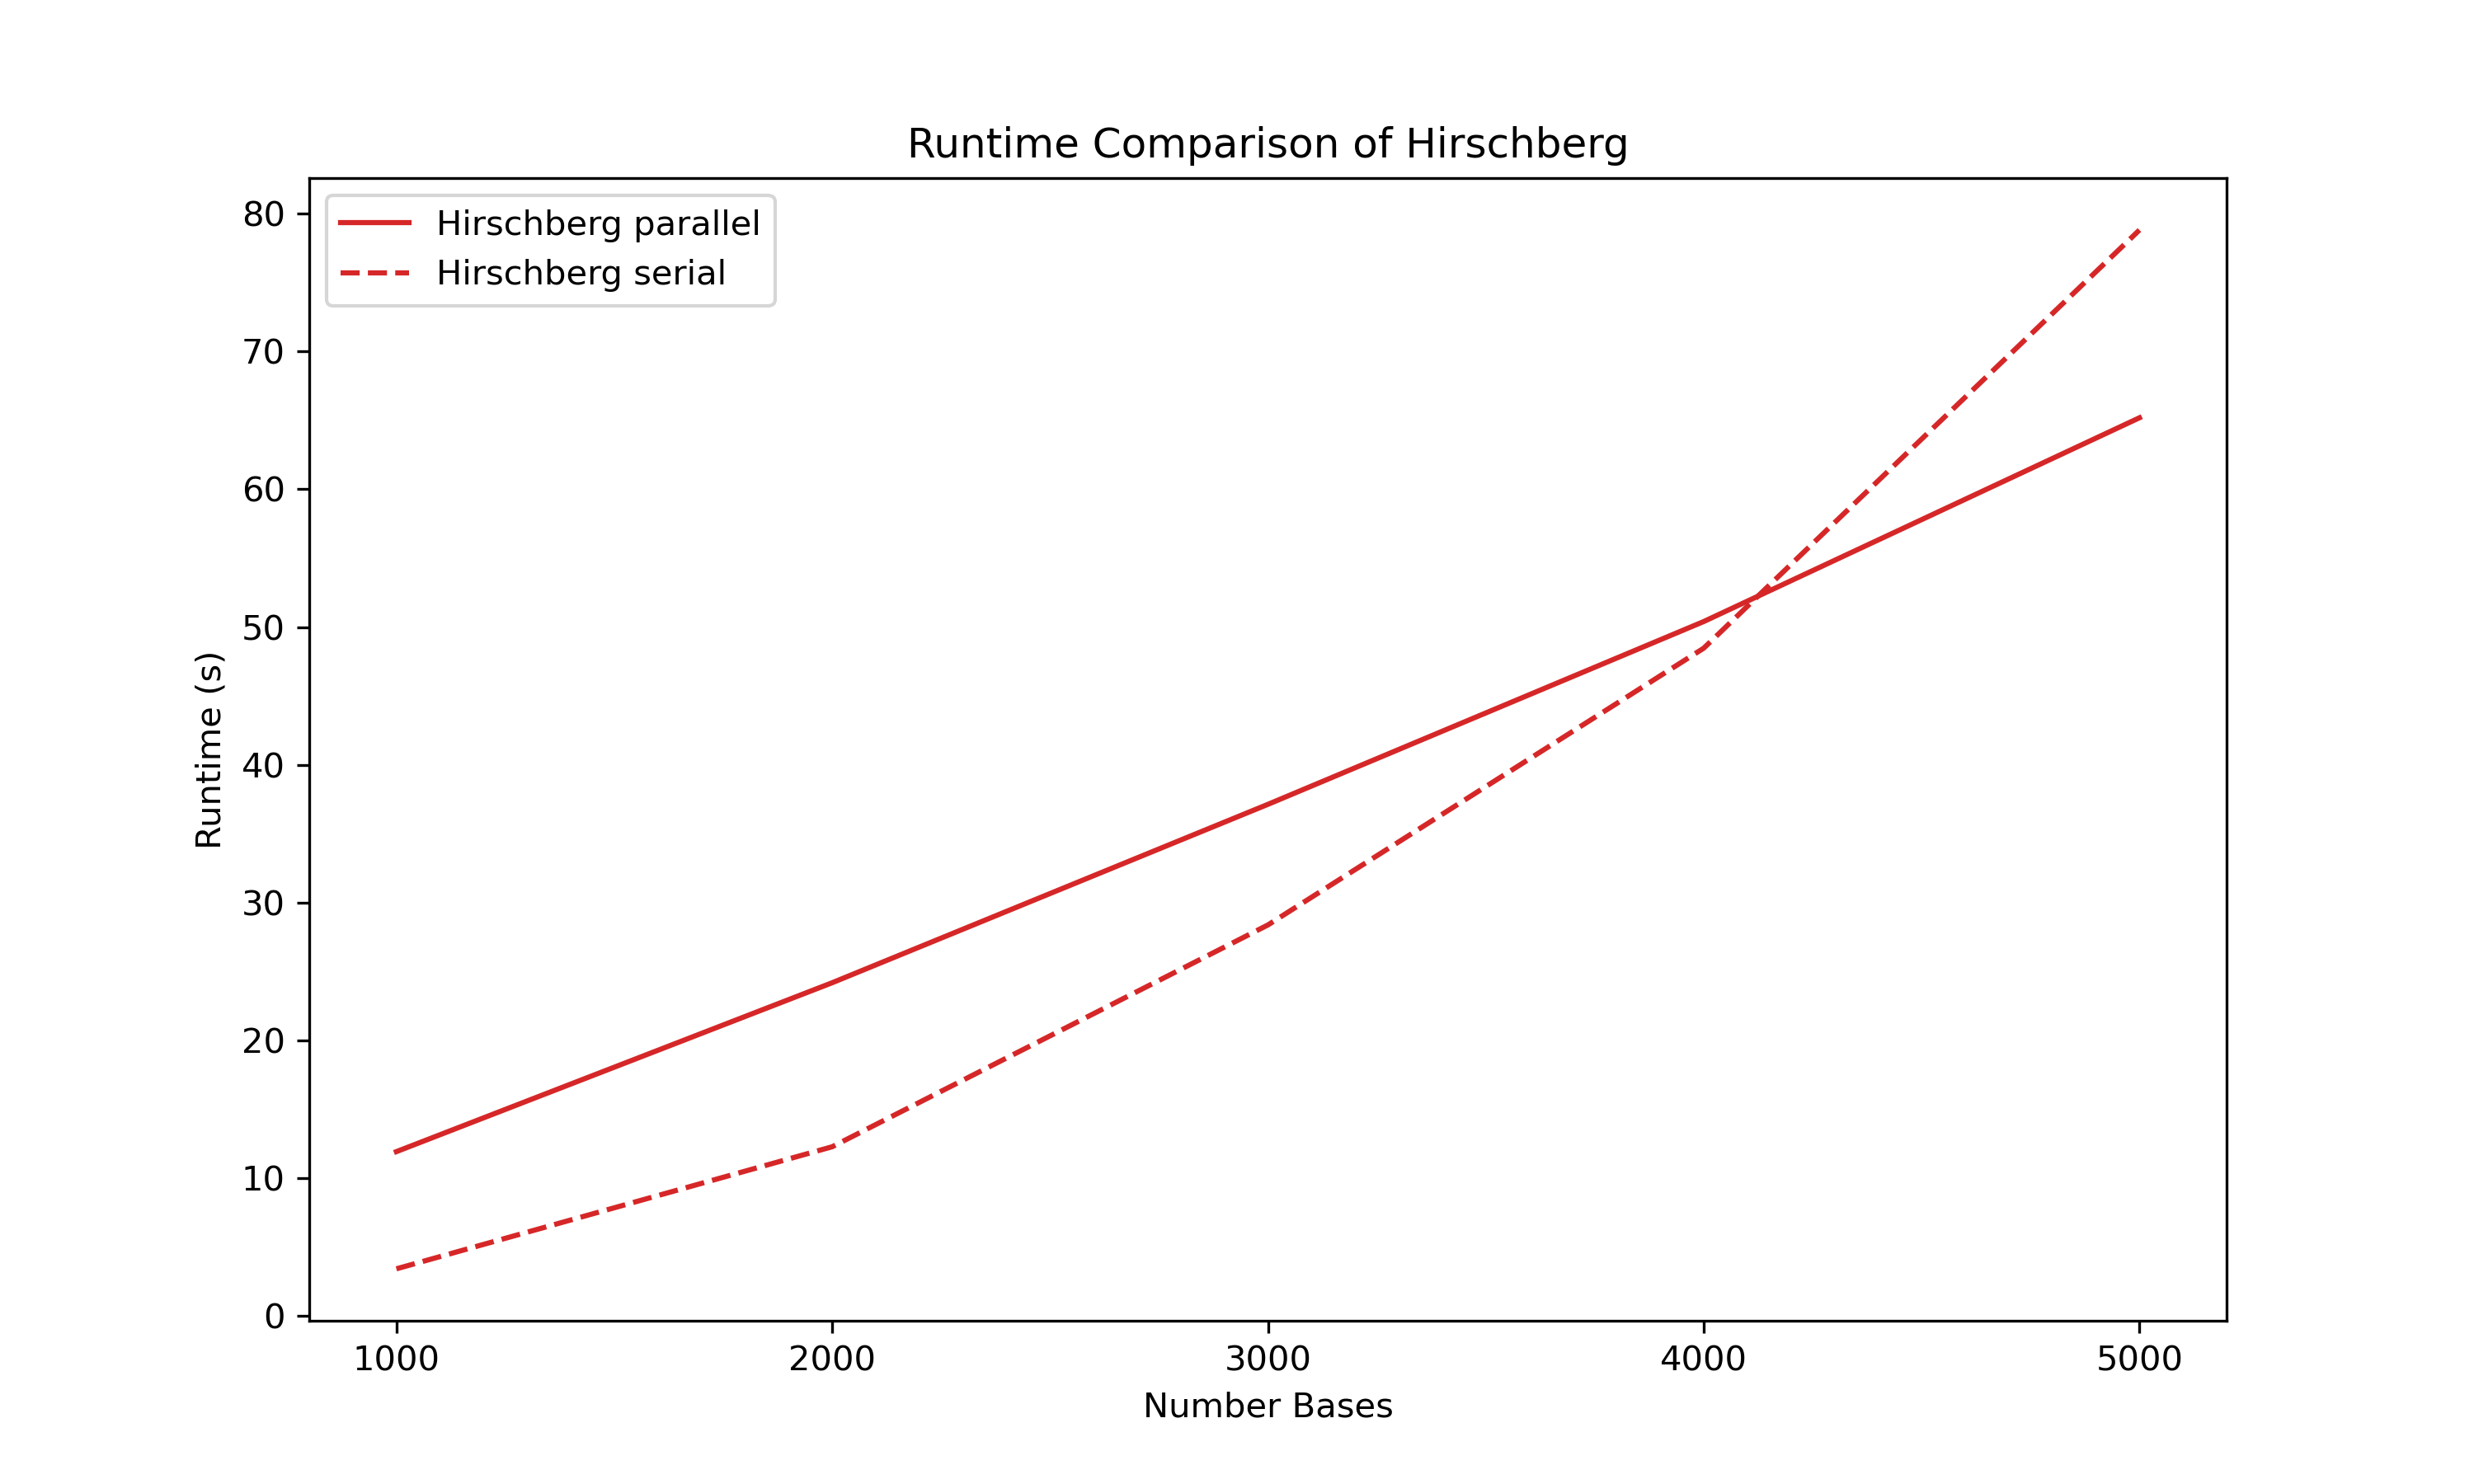 Runtime Comparison of Hirschberg
Hirschberg parallel
Hirschberg serial
80
70
60
50
40
30
20
10
0
Runtime (s)
1000 2000 3000 4000 5000
Number Bases